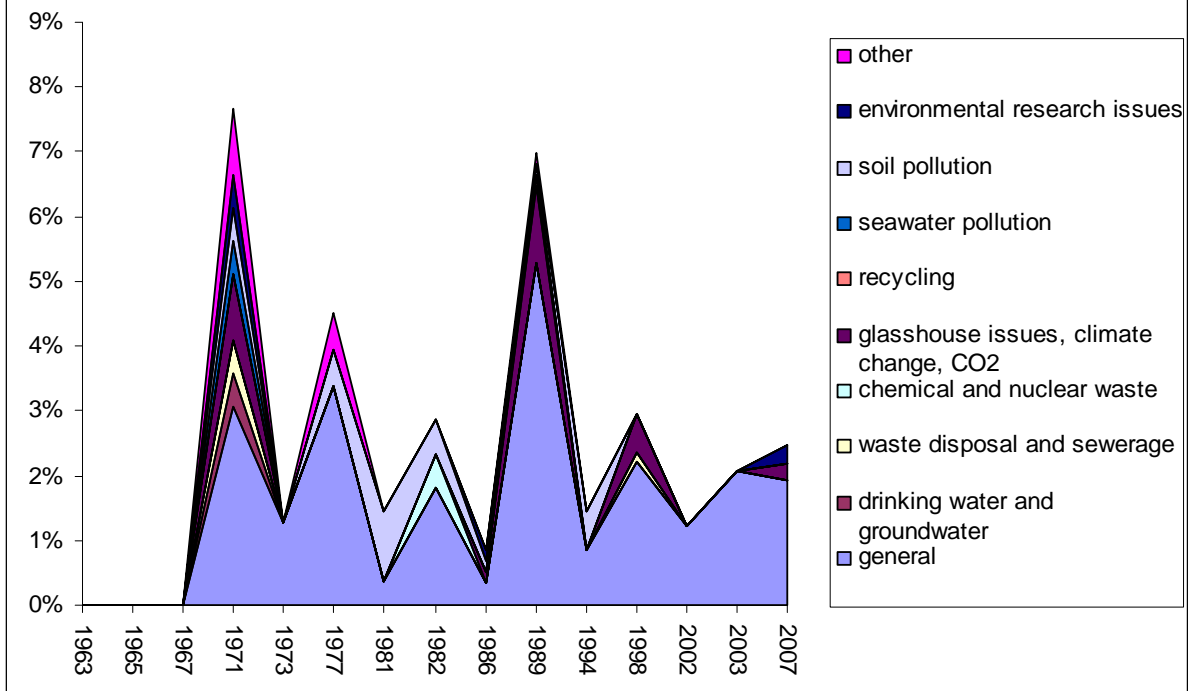 9%
8%
7%
6%
5%
4%
3%
2%
1%
0%
1963
1965
1967
1971
1973
1977
1981
1982
1986
1989
1994
1998
2002
2003
2007
other
environmental research issues
soil pollution
seawater pollution
recycling
glasshouse issues, climate
change, CO2
chemical and nuclear waste
waste disposal and sewerage
drinking water and
groundwater
general